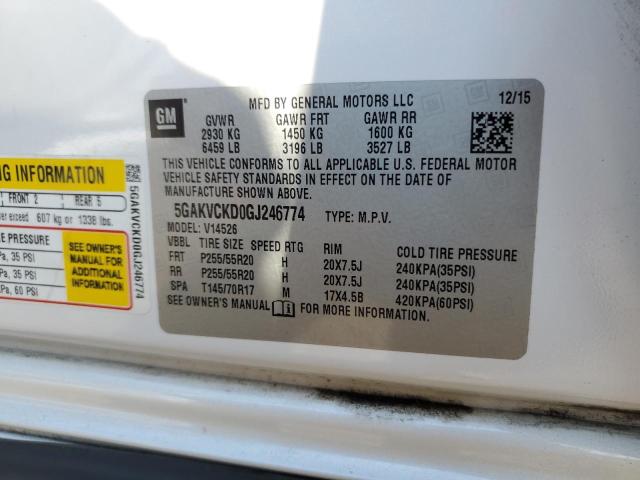 GM
MFD BY GENERAL MOTORS LLC 12/15
GVWR GAWR FRT GAWR RR
2930 KG 1450 KG 1600 KG
6459 LB 3196 LB 3527 LB
THIS VEHICLE CONFORMS TO ALL APPLICABLE U.S. FEDERAL MOTOR
VEHICLE SAFETY STANDARDS IN EFFECT ON THE DATE OF
MANUFACTURE SHOWN ABOVE.
5GAKVCKD0GJ246774 TYPE: M.P.V.
MODEL: V14526
VBBL TIRE SIZE SPEED RTG RIM COLD TIRE PRESSURE
FRT P255/55R20 H 20X7.5J 240KPA(35PSI)
RR P255/55R20 H 20X7.5J 240KPA(35PSI)
SPA T145/70R17 M 17X4.5B 420KPA(60PSI)
SEE OWNER'S MANUAL FOR MORE INFORMATION.
INFORMATION
FRONT 2 REAR 5
exceed 607 kg or 1338 lbs.
PRESSURE
35 PSI
35 PSI
60 PSI
SEE OWNER'S
MANUAL FOR
ADDITIONAL
INFORMATION
5GAKVCKD0GJ246774